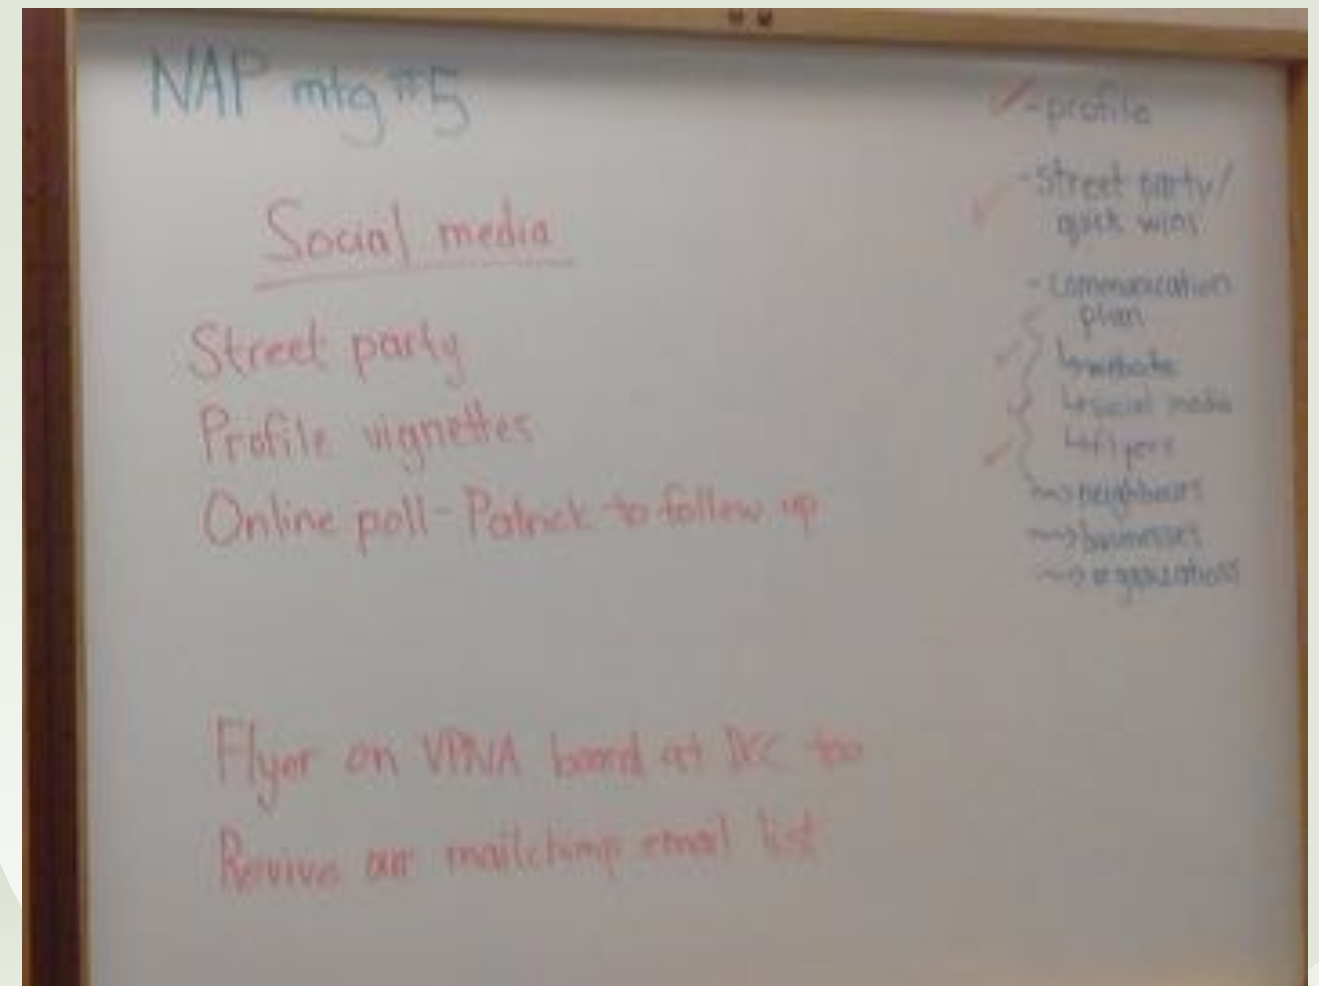 NAP mtg #5
Social media
Street party
Profile vignettes
Online poll - Patrick to follow up
Flyer on VPNA board at DCC too
Revive our mailchimp email list
- profile
- street party/
quick wins
- communication
plan
↳ website
↳ social media
↳ flyers
~> neighbours
~> businesses
~> organizations